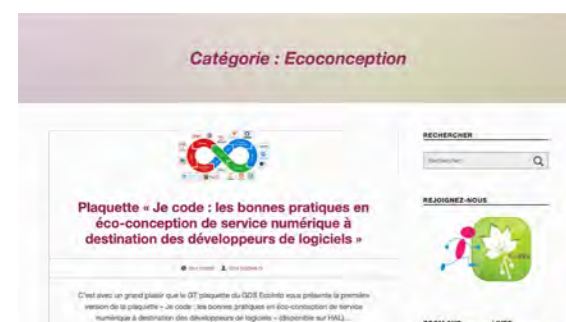 Catégorie : Ecoconception
RECHERCHER
Rechercher
REJOIGNEZ-NOUS
Plaquette « Je code : les bonnes pratiques en
éco-conception de service numérique à
destination des développeurs de logiciels »
C'est avec un grand plaisir que le GT plaquette du GDS EcoInfo vous présente la première
version de la plaquette « Je code : les bonnes pratiques en éco-conception de service
numérique à destination des développeurs de logiciels » (disponible sur HAL)...